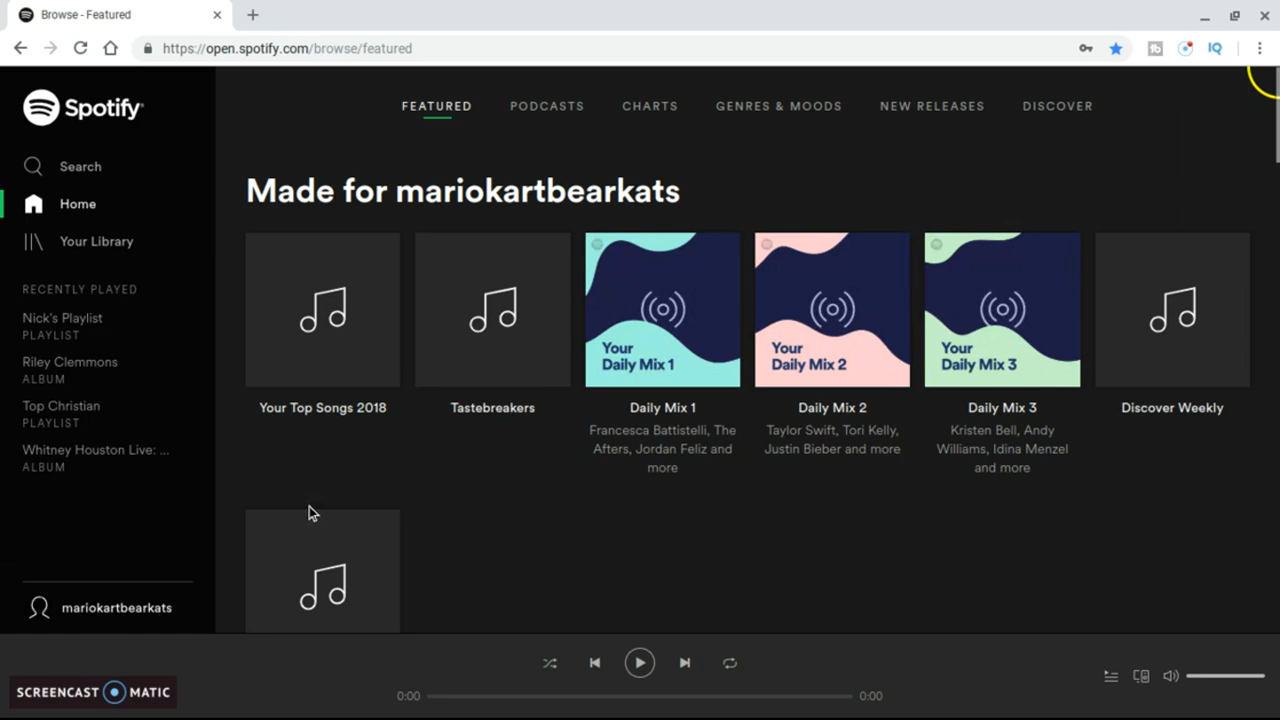 Browse - Featured
https://open.spotify.com/browse/featured
IQ
Spotify
FEATURED PODCASTS CHARTS GENRES & MOODS NEW RELEASES DISCOVER
Search
Home
Your Library
RECENTLY PLAYED
Nick's Playlist
PLAYLIST
Riley Clemmons
ALBUM
Top Christian
PLAYLIST
Whitney Houston Live: ...
ALBUM
mariokartbearkats
Made for mariokartbearkats
Your Top Songs 2018
Tastebreakers
Your
Daily Mix 1
Daily Mix 1
Francesca Battistelli, The
Afters, Jordan Feliz and
more
Your
Daily Mix 2
Daily Mix 2
Taylor Swift, Tori Kelly,
Justin Bieber and more
Your
Daily Mix 3
Daily Mix 3
Kristen Bell, Andy
Williams, Idina Menzel
and more
Discover Weekly
0:00 0:00
SCREENCAST MATIC